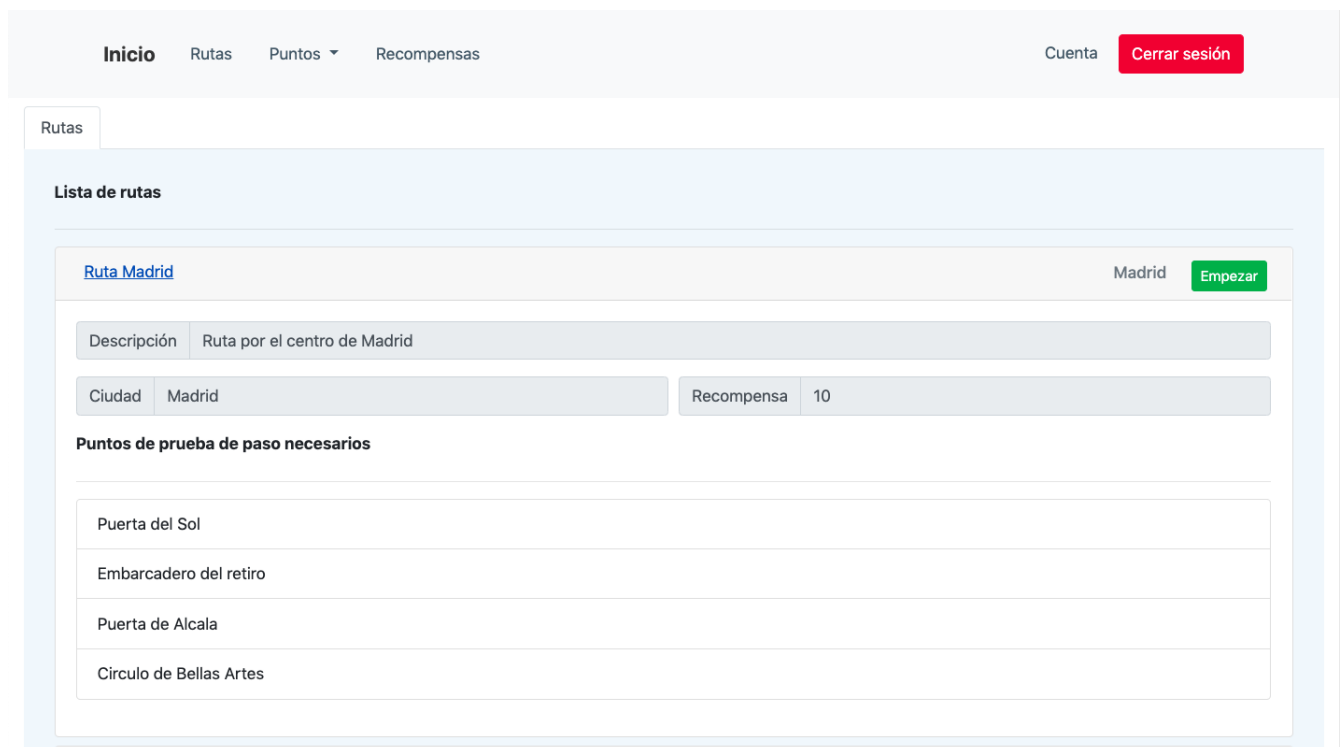 Inicio Rutas Puntos Recompensas Cuenta Cerrar sesión
Rutas
Lista de rutas
Ruta Madrid Madrid Empezar
Descripción Ruta por el centro de Madrid
Ciudad Madrid Recompensa 10
Puntos de prueba de paso necesarios
Puerta del Sol
Embarcadero del retiro
Puerta de Alcala
Circulo de Bellas Artes